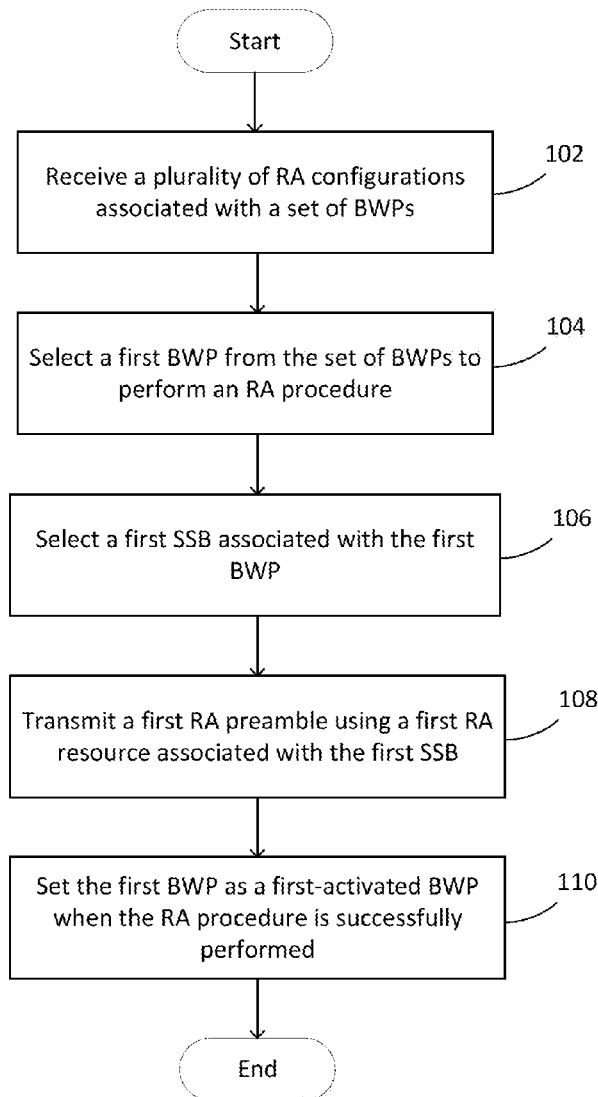 Start
102
Receive a plurality of RA configurations
associated with a set of BWPs
104
Select a first BWP from the set of BWPs to
perform an RA procedure
106
Select a first SSB associated with the first
BWP
108
Transmit a first RA preamble using a first RA
resource associated with the first SSB
110
Set the first BWP as a first-activated BWP
when the RA procedure is successfully
performed
End